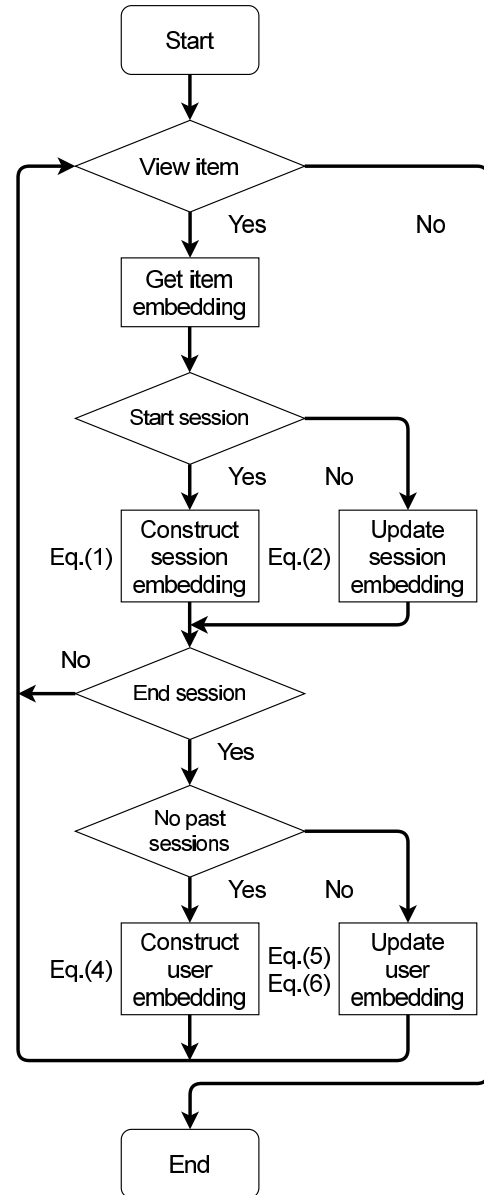 Start
View item
Yes
No
Get item
embedding
Start session
Yes
No
Eq.(1)
Construct
session
embedding
Eq.(2)
Update
session
embedding
No
End session
Yes
No past
sessions
Yes
No
Eq.(4)
Construct
user
embedding
Eq.(5)
Eq.(6)
Update
user
embedding
End